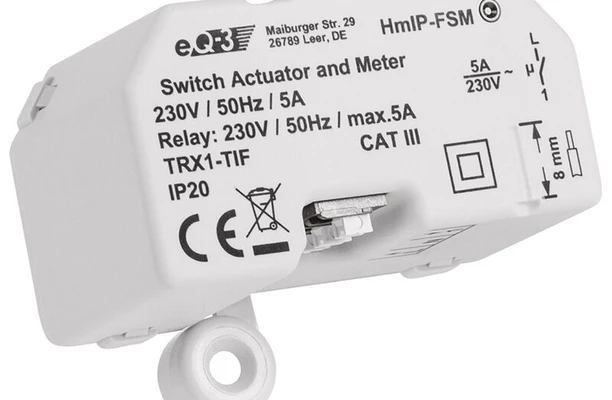 eQ-3
Maiburger Str. 29
26789 Leer, DE
HmIP-FSM
Switch Actuator and Meter
230V / 50Hz / 5A
Relay: 230V / 50Hz / max.5A
TRX1-TIF
CAT III
IP20
CE
5A
230V ~
L
µ
1
8 mm